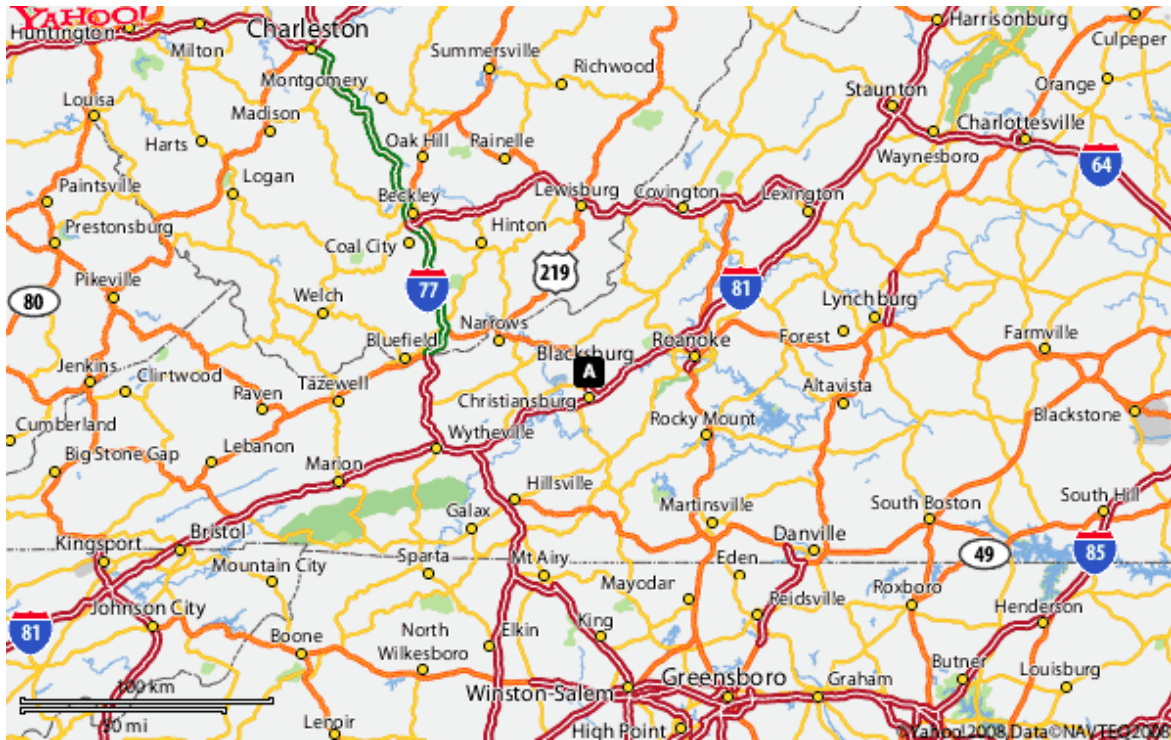 YAHOO!
Huntington
Milton
Charleston
Summersville
Richwood
Harrisonburg
Culpeper
Montgomery
Louisa
Madison
Staunton
Orange
Harts
Oak Hill
Rainelle
Charlottesville
Waynesboro
64
Paintsville
Logan
Beckley
Lewisburg
Covington
Lexington
Prestonsburg
Coal City
Hinton
Pikeville
77
219
81
80
Welch
Lynchburg
Bluefield
Narrows
Roanoke
Forest
Farmville
Blacksburg
A
Jenkins
Clintwood
Raven
Tazewell
Christiansburg
Altavista
Blackstone
Cumberland
Rocky Mount
Lebanon
Wytheville
Big Stone Gap
Marion
Hillsville
Galax
Martinsville
South Boston
South Hill
Bristol
Kingsport
Sparta
Mt Airy
Eden
Danville
49
85
Mountain City
Mayodan
Roxboro
Johnson City
Reidsville
Henderson
81
Boone
North
Wilkesboro
Elkin
King
Butner
Louisburg
100 km
Winston-Salem
Greensboro
Graham
Lenoir
High Point
©Yahoo! 2008, Data©NAVTEQ2008